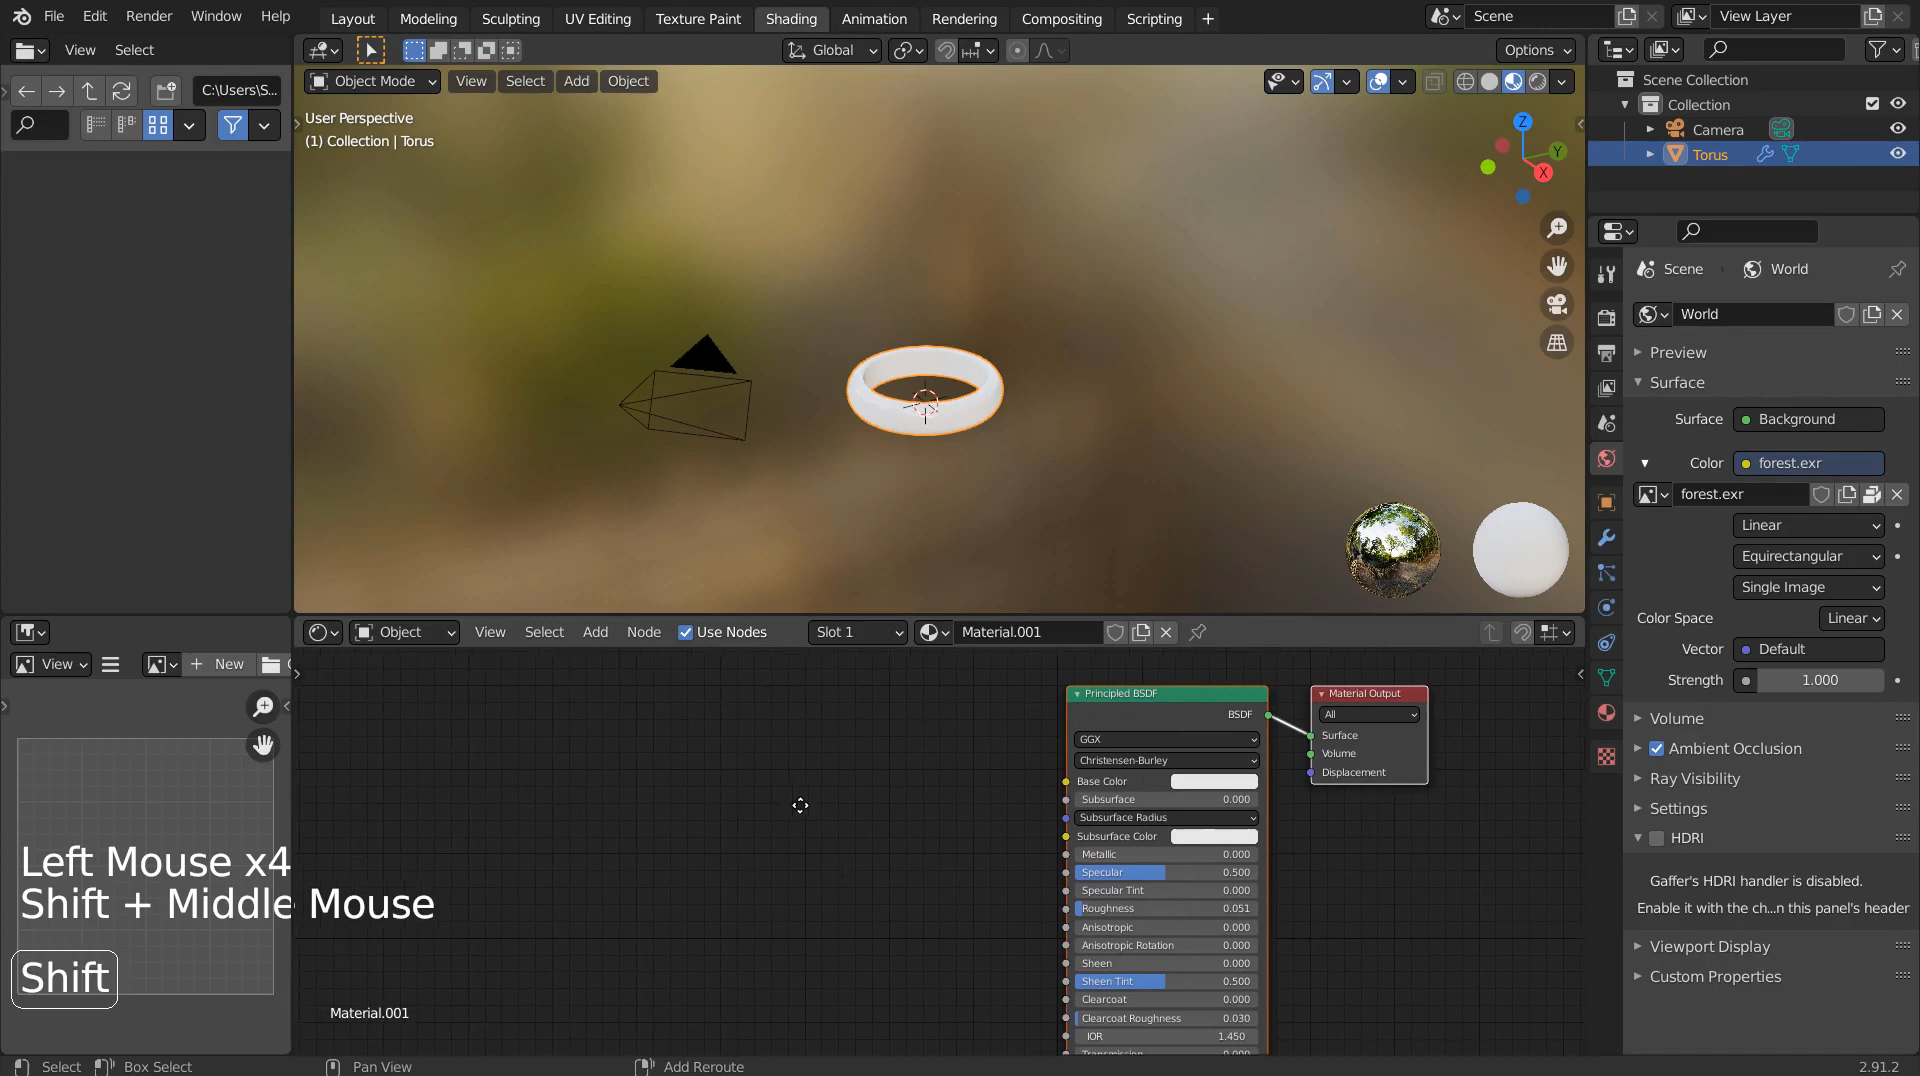 File Edit Render Window Help Layout Modeling Sculpting UV Editing Texture Paint Shading Animation Rendering Compositing Scripting + Scene View Layer
View Select Global Options
C:\Users\S...
Object Mode View Select Add Object
User Perspective
(1) Collection | Torus
Z
Y
X
Scene Collection
Collection
Camera
Torus
Scene World
World
Preview
Surface
Surface Background
Color forest.exr
forest.exr
Linear
Equirectangular
Single Image
Color Space Linear
Vector Default
Strength 1.000
Volume
Ambient Occlusion
Ray Visibility
Settings
HDRI
Gaffer's HDRI handler is disabled.
Enable it with the ch...n this panel's header
Viewport Display
Custom Properties
Object View Select Add Node Use Nodes Slot 1 Material.001
View + New
Principled BSDF
BSDF
GGX
Christensen-Burley
Base Color
Subsurface 0.000
Subsurface Radius
Subsurface Color
Metallic 0.000
Specular 0.500
Specular Tint 0.000
Roughness 0.051
Anisotropic 0.000
Anisotropic Rotation 0.000
Sheen 0.000
Sheen Tint 0.500
Clearcoat 0.000
Clearcoat Roughness 0.030
IOR 1.450
Material Output
All
Surface
Volume
Displacement
Left Mouse x4
Shift + Middle Mouse
Shift
Material.001
Select Box Select Pan View Add Reroute 2.91.2